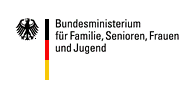 Bundesministerium
für Familie, Senioren, Frauen
und Jugend